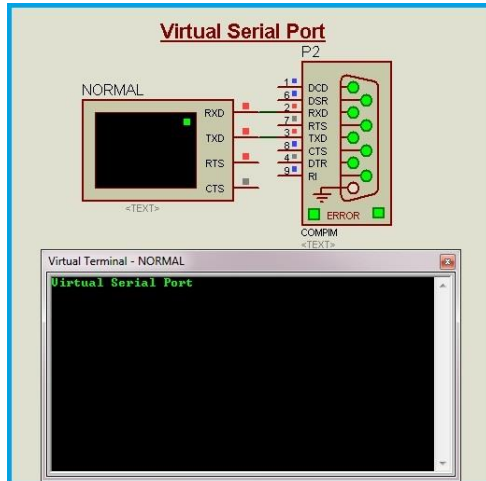 Virtual Serial Port
P2
NORMAL
RXD
TXD
RTS
CTS
<TEXT>
1 DCD
6 DSR
2 RXD
7 RTS
3 TXD
8 CTS
4 DTR
9 RI
ERROR
COMPIM
<TEXT>
Virtual Terminal - NORMAL
Virtual Serial Port